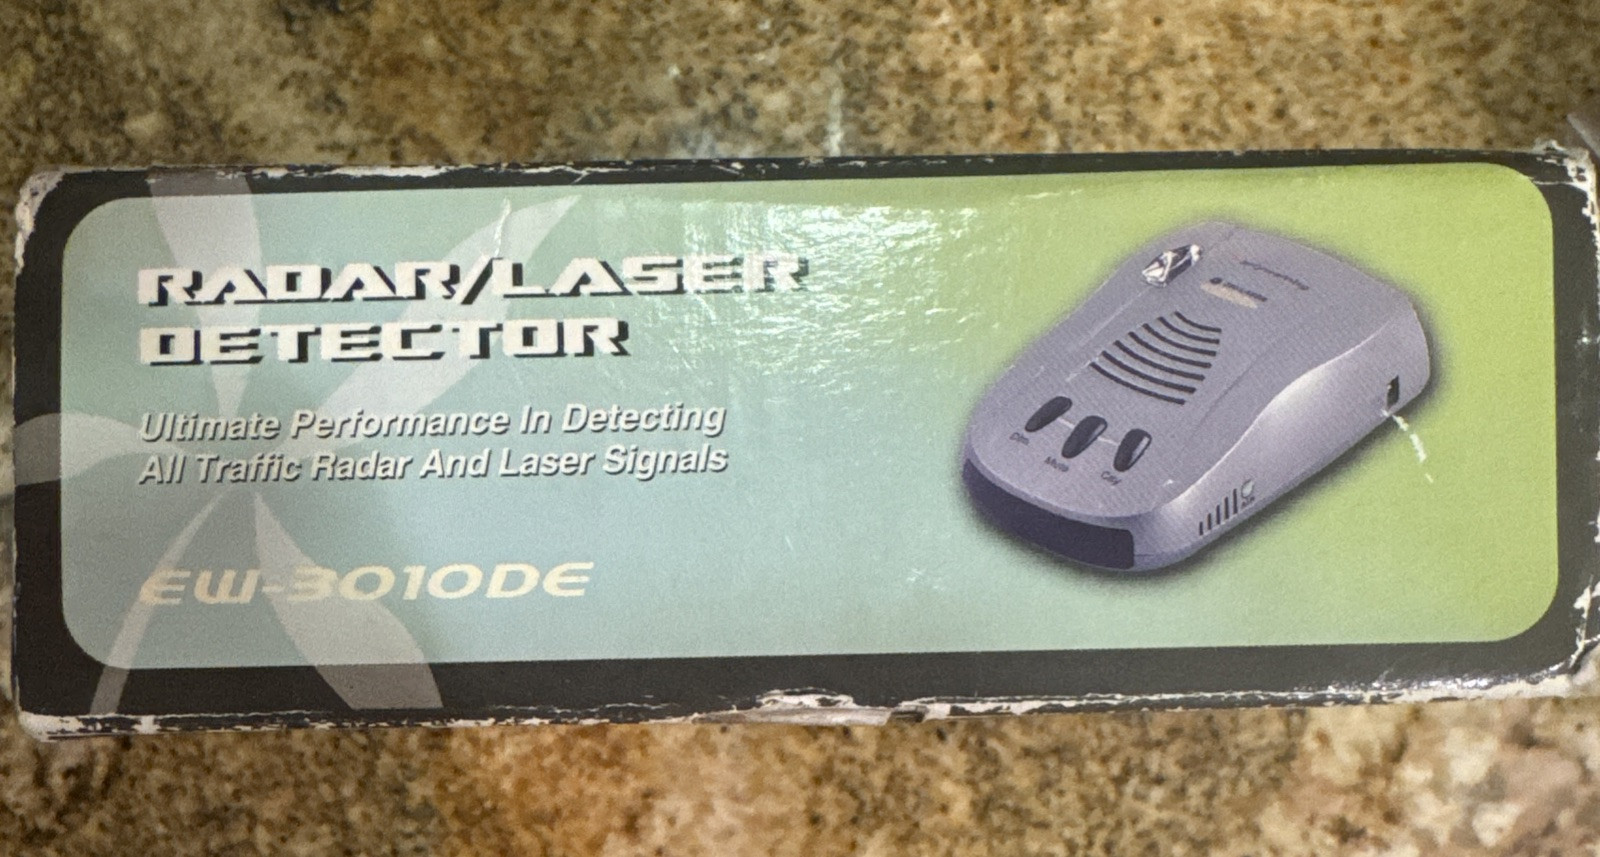 RADAR/LASER
DETECTOR
Ultimate Performance In Detecting
All Traffic Radar And Laser Signals
EW-3010DE
Dim
Mute
City